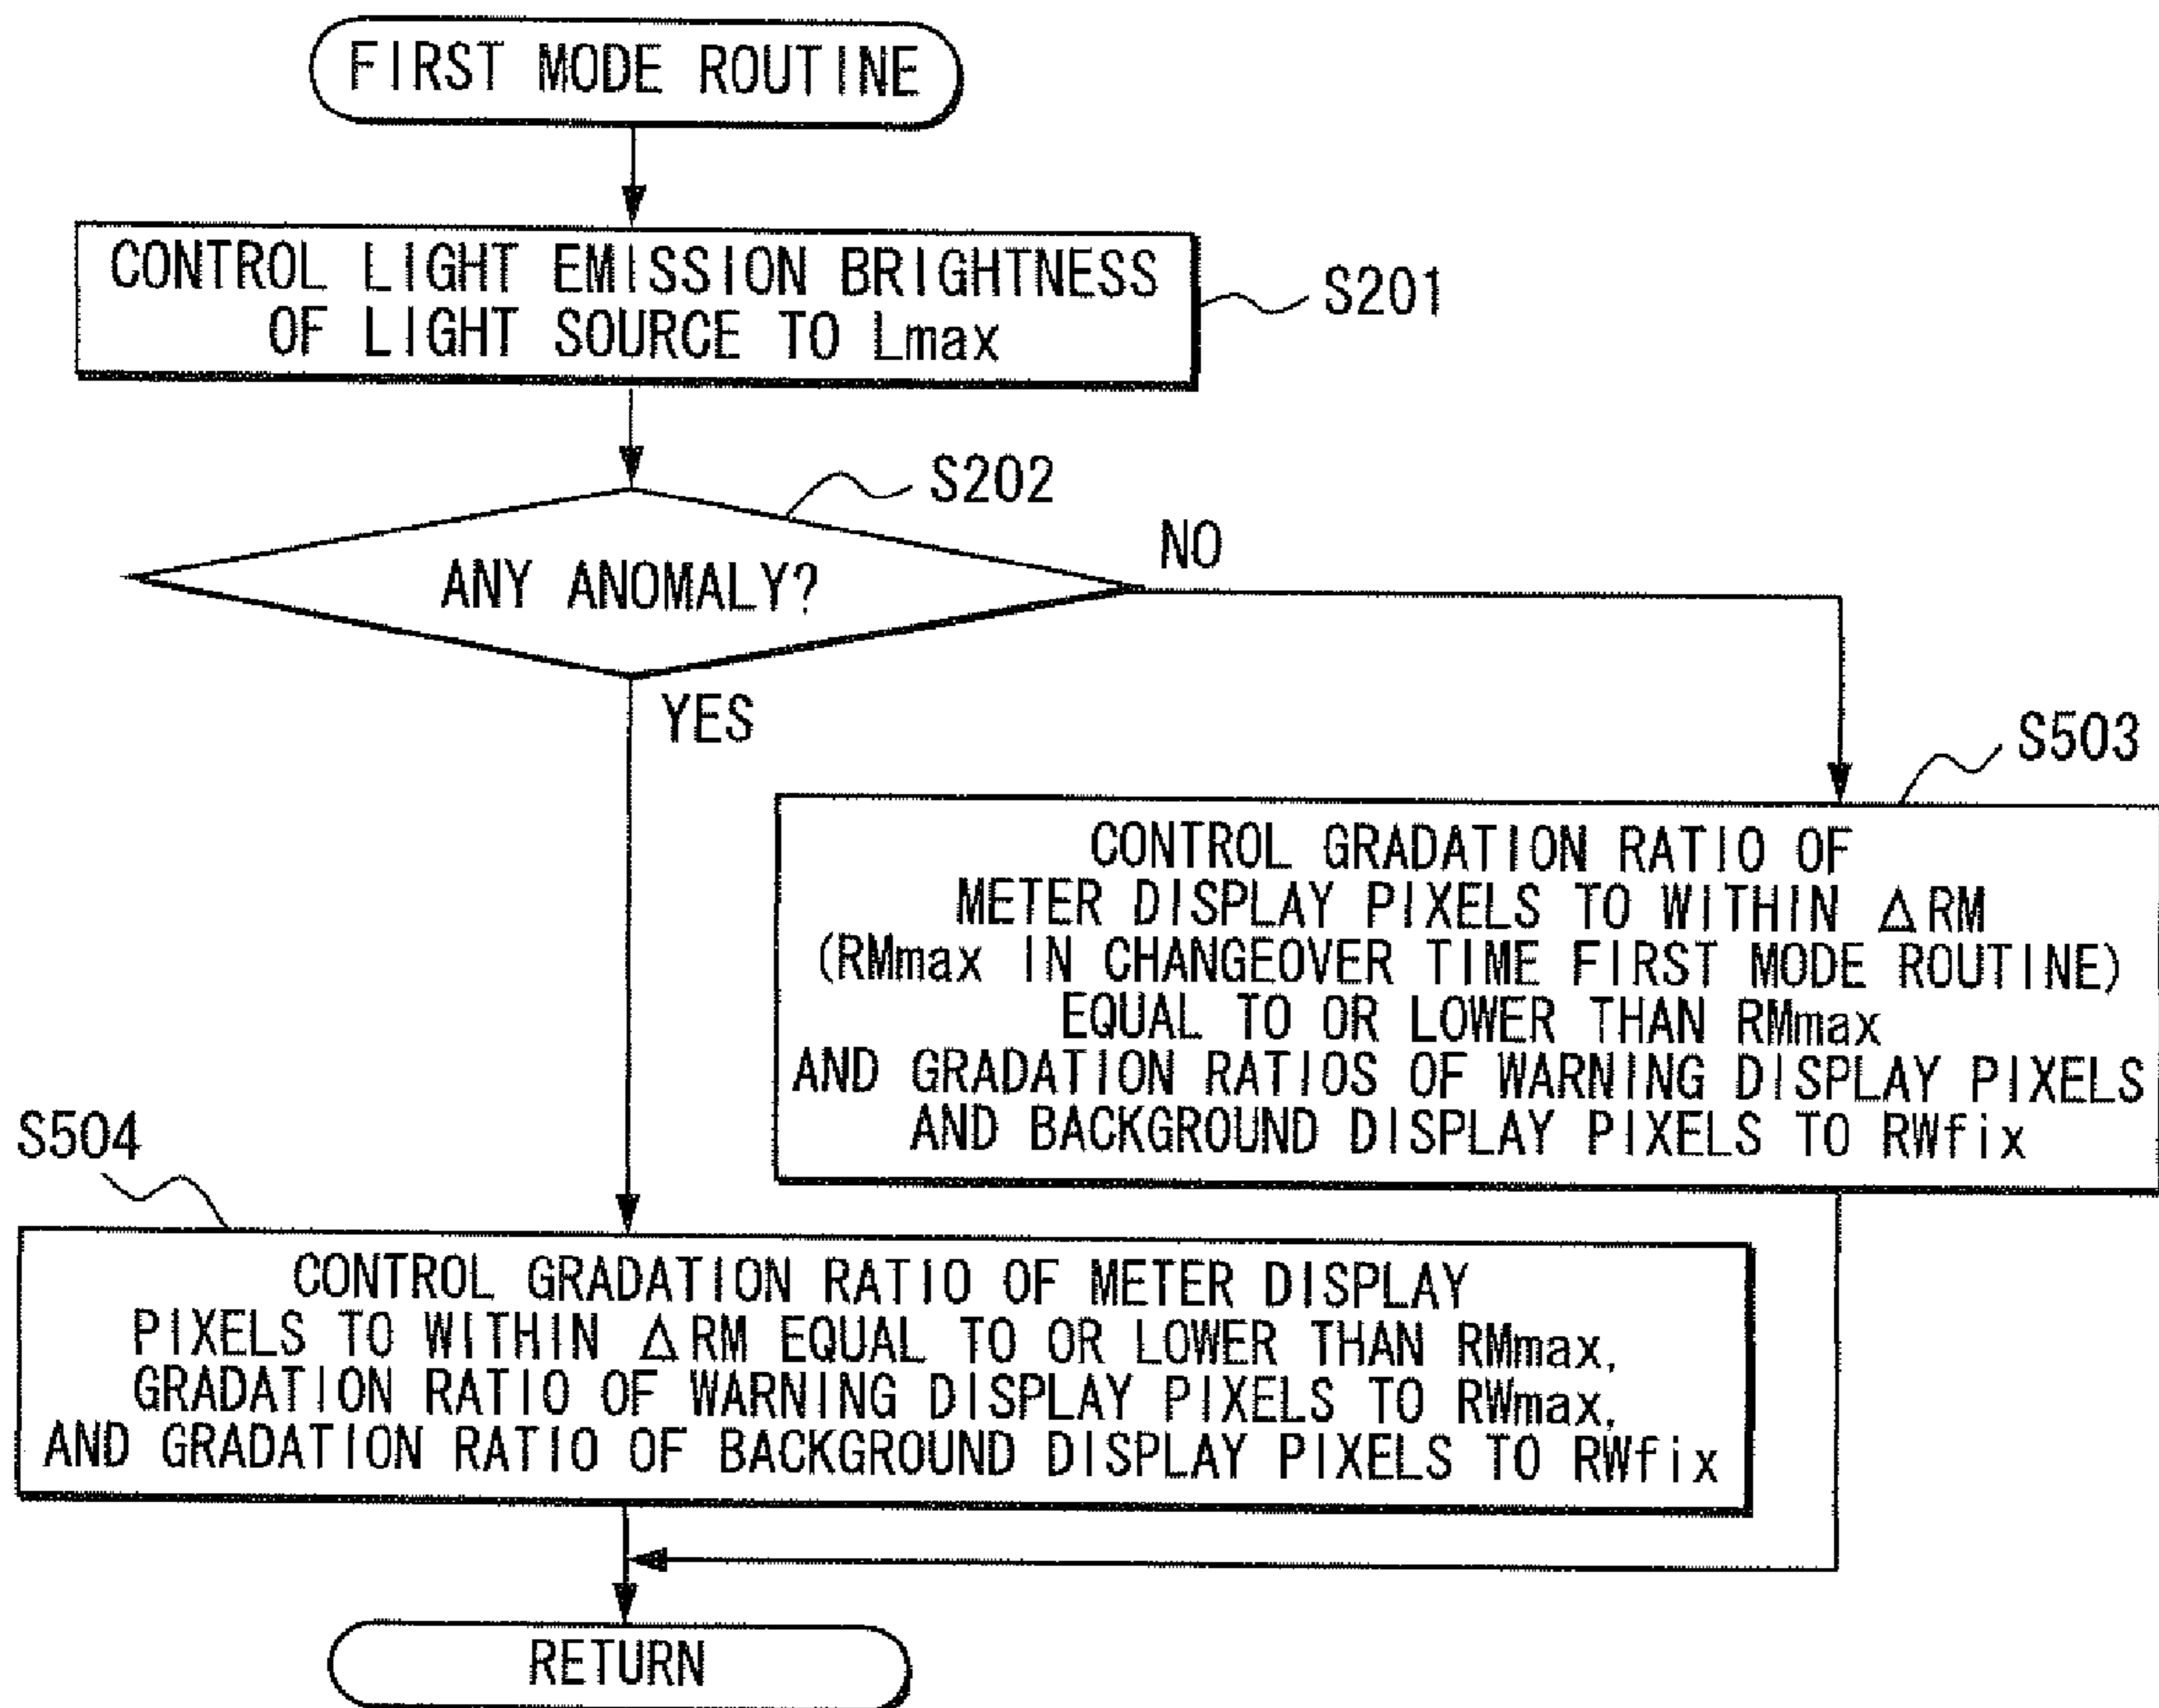 FIRST MODE ROUTINE
CONTROL LIGHT EMISSION BRIGHTNESS
OF LIGHT SOURCE TO Lmax
S201
S202
ANY ANOMALY?
NO
YES
S503
CONTROL GRADATION RATIO OF
METER DISPLAY PIXELS TO WITHIN ΔRM
(RMmax IN CHANGEOVER TIME FIRST MODE ROUTINE)
EQUAL TO OR LOWER THAN RMmax
AND GRADATION RATIOS OF WARNING DISPLAY PIXELS
AND BACKGROUND DISPLAY PIXELS TO RWfix
S504
CONTROL GRADATION RATIO OF METER DISPLAY
PIXELS TO WITHIN ΔRM EQUAL TO OR LOWER THAN RMmax,
GRADATION RATIO OF WARNING DISPLAY PIXELS TO RWmax,
AND GRADATION RATIO OF BACKGROUND DISPLAY PIXELS TO RWfix
RETURN